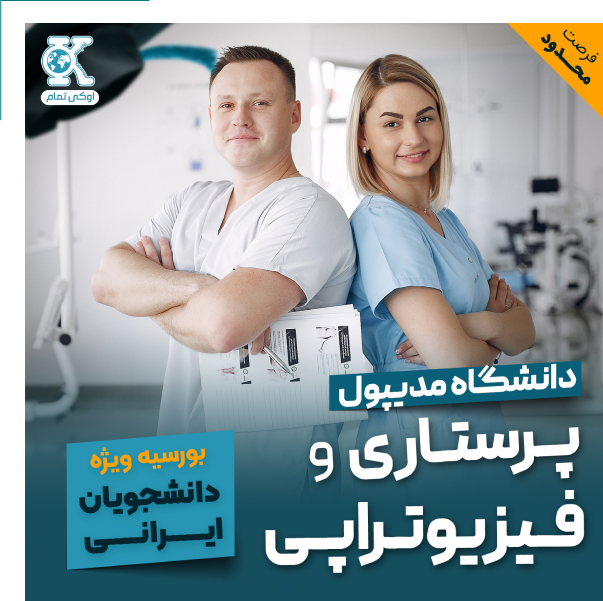 اوکی تمام
فرصت
محدود
دانشگاه مدیپول
پرستاری و
فیزیوتراپی
بورسیه ویژه
دانشجویان
ایرانی